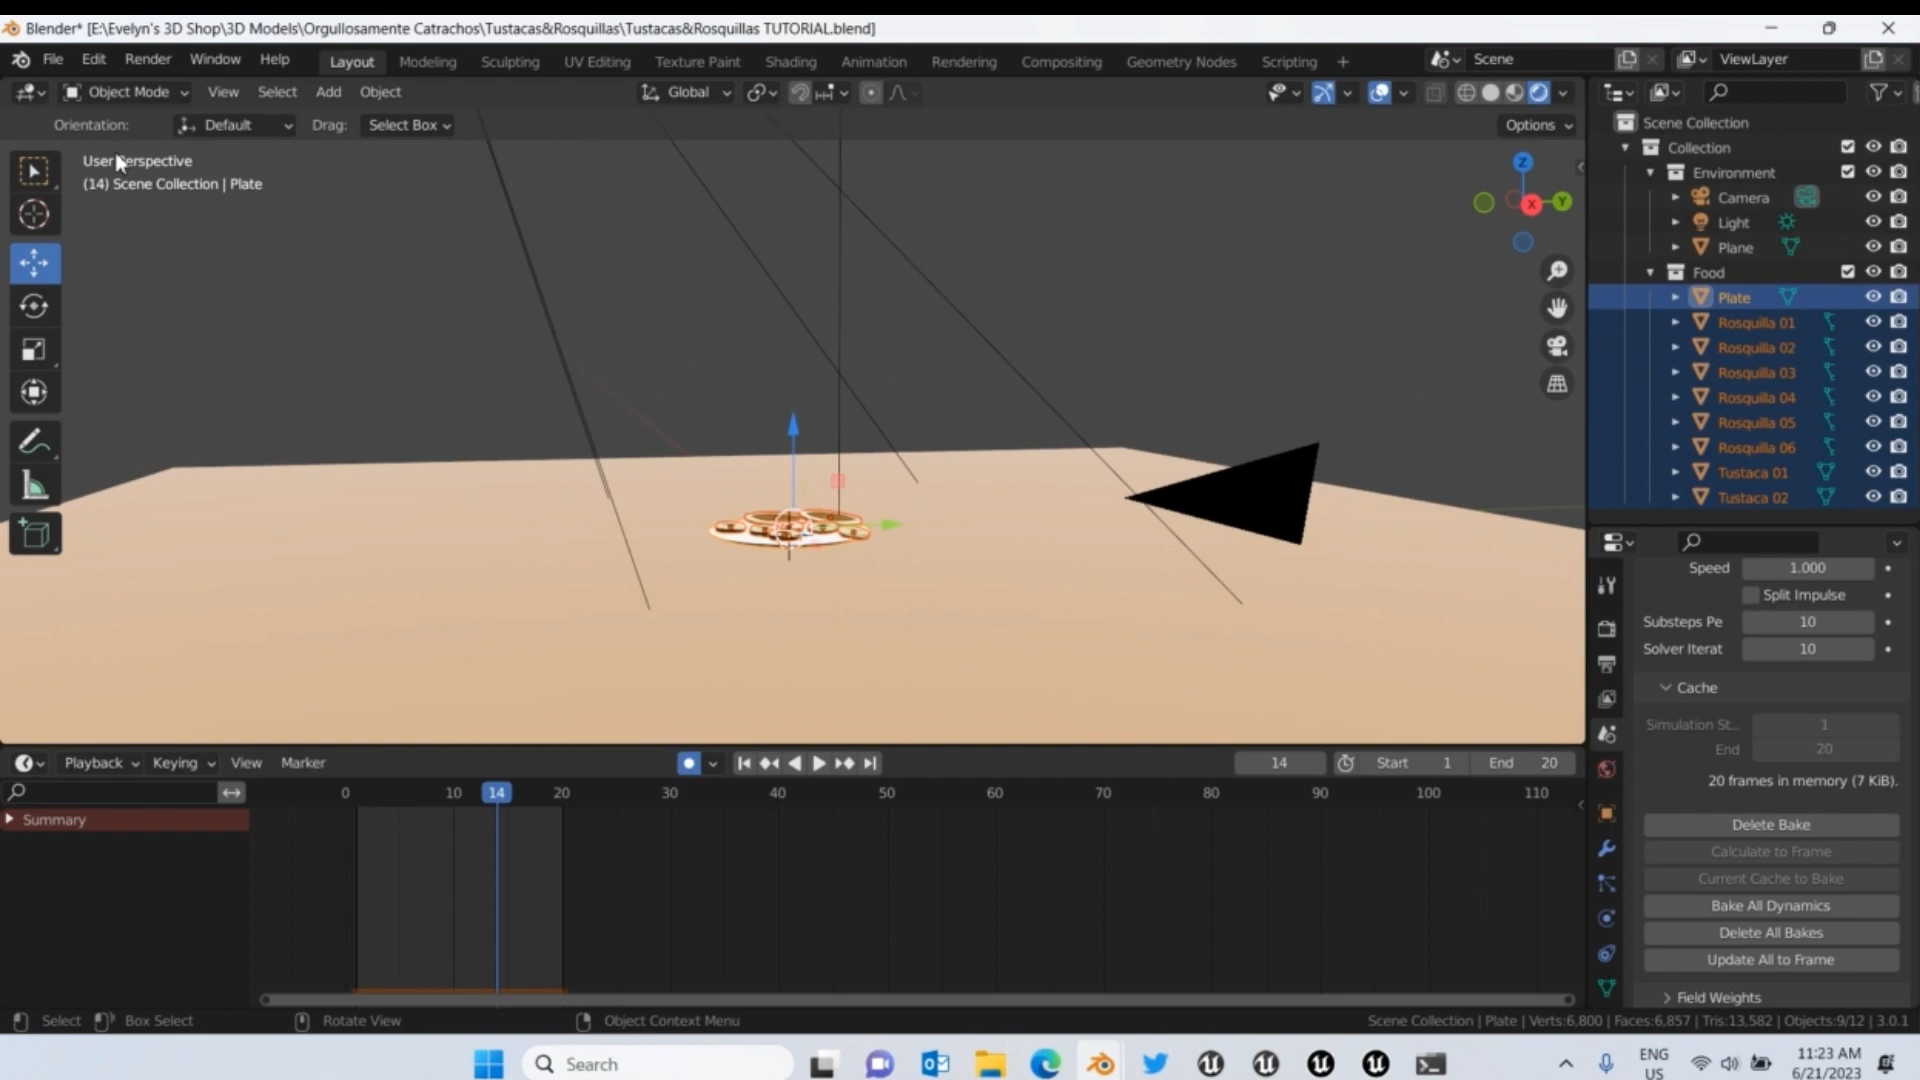 Blender* [E:\Evelyn's 3D Shop\3D Models\Orgullosamente Catrachos\Tustacas&Rosquillas\Tustacas&Rosquillas TUTORIAL.blend]
File Edit Render Window Help Layout Modeling Sculpting UV Editing Texture Paint Shading Animation Rendering Compositing Geometry Nodes Scripting + Scene ViewLayer
Object Mode View Select Add Object Global
Orientation: Default Drag: Select Box Options
User Perspective
(14) Scene Collection | Plate
Z
X
Y
Scene Collection
Collection
Environment
Camera
Light
Plane
Food
Plate
Rosquilla 01
Rosquilla 02
Rosquilla 03
Rosquilla 04
Rosquilla 05
Rosquilla 06
Tustaca 01
Tustaca 02
Speed 1.000
Split Impulse
Substeps Pe 10
Solver Iterat 10
Cache
Simulation St... 1
End 20
20 frames in memory (7 KiB).
Delete Bake
Calculate to Frame
Current Cache to Bake
Bake All Dynamics
Delete All Bakes
Update All to Frame
Field Weights
Playback Keying View Marker 14 Start 1 End 20
0 10 14 20 30 40 50 60 70 80 90 100 110
Summary
Select Box Select Rotate View Object Context Menu Scene Collection | Plate | Verts:6,800 | Faces:6,857 | Tris:13,582 | Objects:9/12 | 3.0.1
Search
ENG
US
11:23 AM
6/21/2023